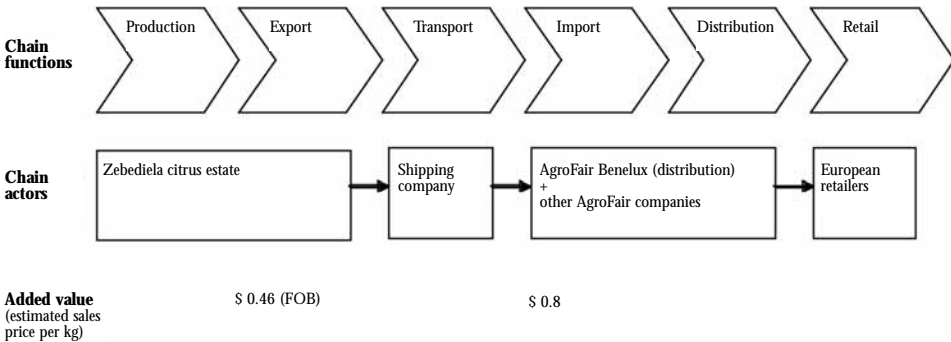 Production Export Transport Import Distribution Retail
Chain
functions
Zebediela citrus estate
Shipping
company
AgroFair Benelux (distribution)
+
other AgroFair companies
European
retailers
Chain
actors
Added value
(estimated sales
price per kg)
$ 0.46 (FOB)
$ 0.8